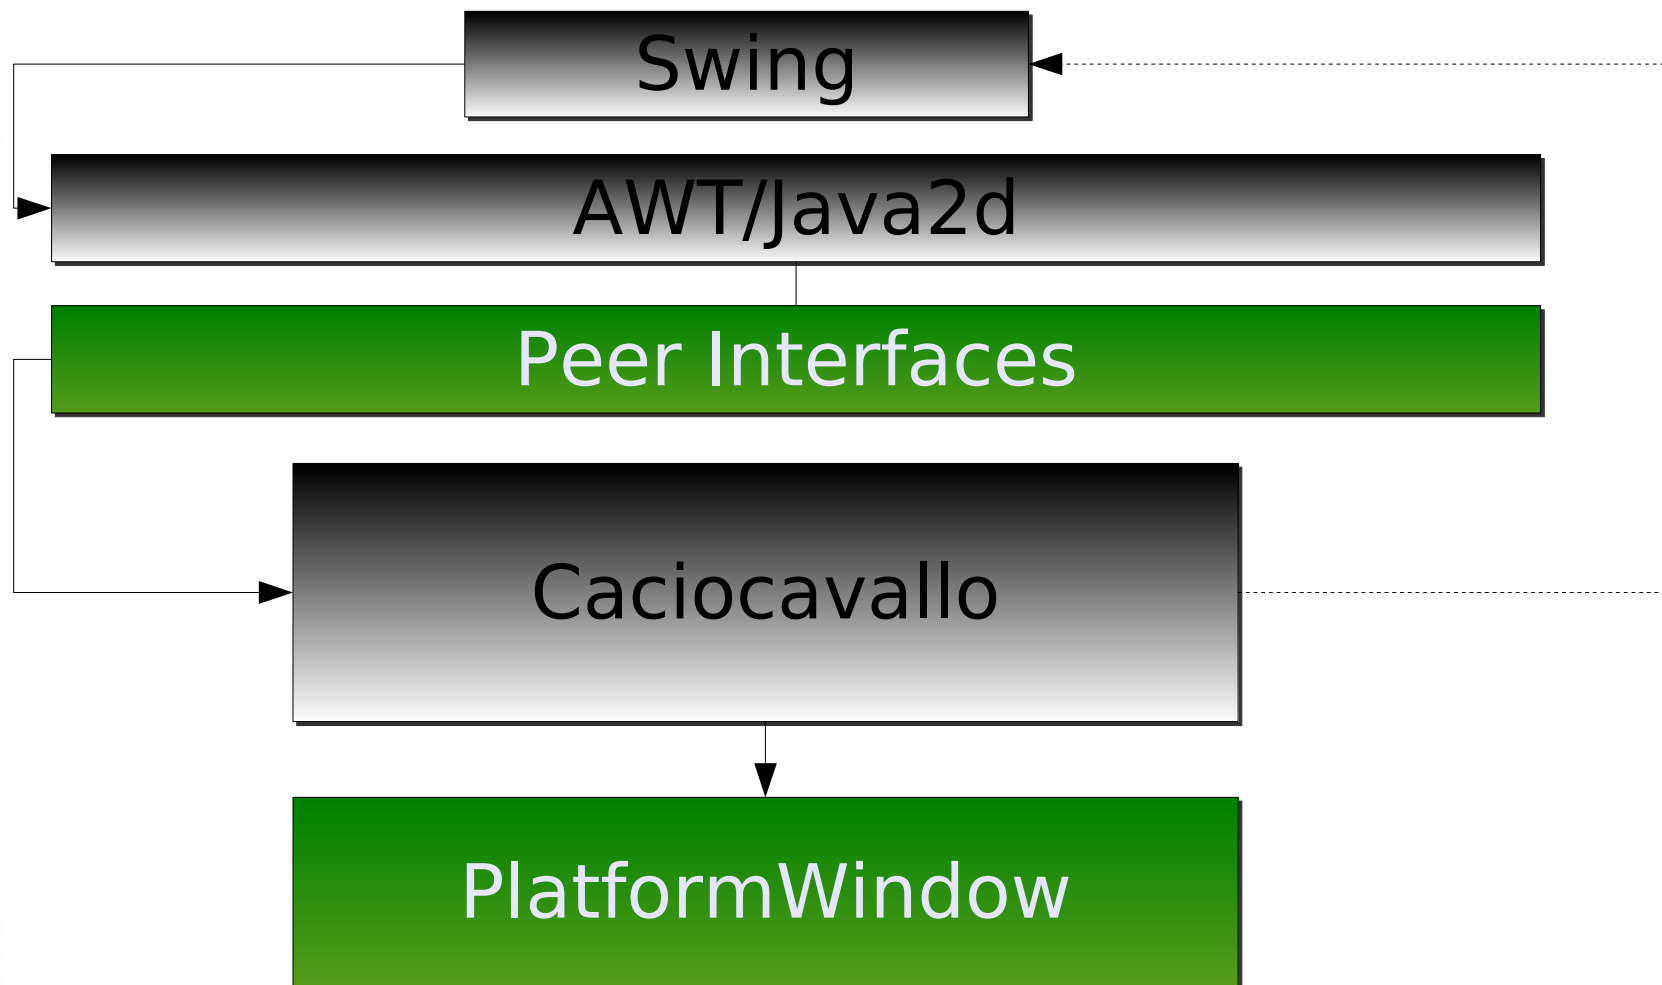 Swing
AWT/Java2d
Peer Interfaces
Caciocavallo
PlatformWindow